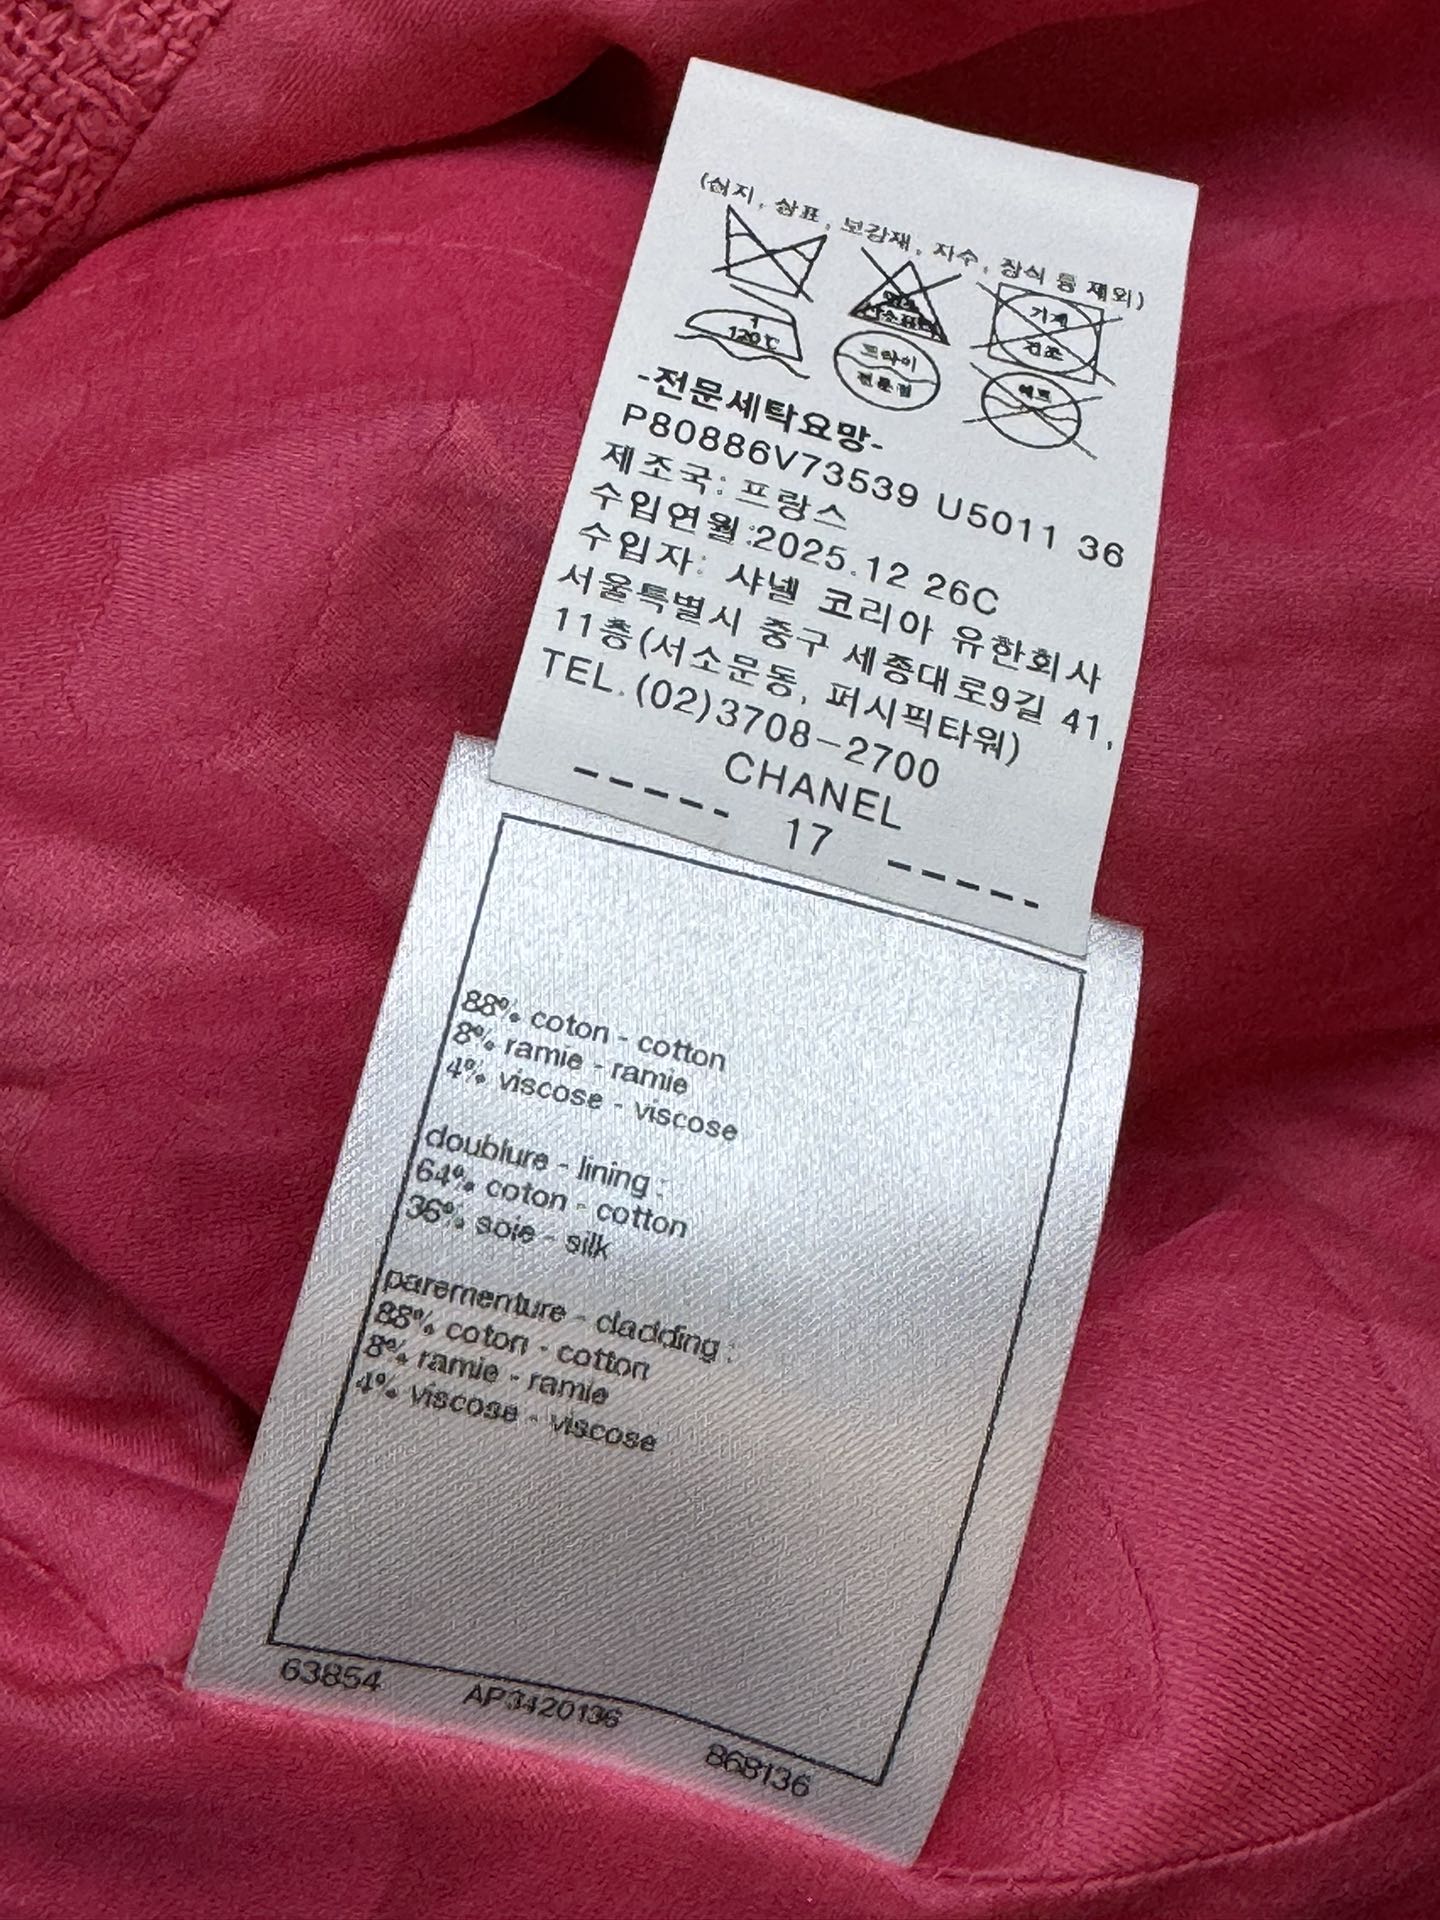 (심지, 상표, 보강재, 자수, 장식 등 제외)
기계
건조
1
120℃
드라이
전문점
-전문세탁요망-
P80886V73539 U5011 36
제조국: 프랑스
수입연월:2025.12 26C
수입자: 샤넬 코리아 유한회사
서울특별시 중구 세종대로9길 41,
11층(서소문동, 퍼시픽타워)
TEL.(02)3708-2700
CHANEL
----- 17 -----
88% coton - cotton
8% ramie - ramie
4% viscose - viscose
doublure - lining :
64% coton - cotton
36% soie - silk
parementure - cladding :
88% coton - cotton
8% ramie - ramie
4% viscose - viscose
63854 AP3420136 868136